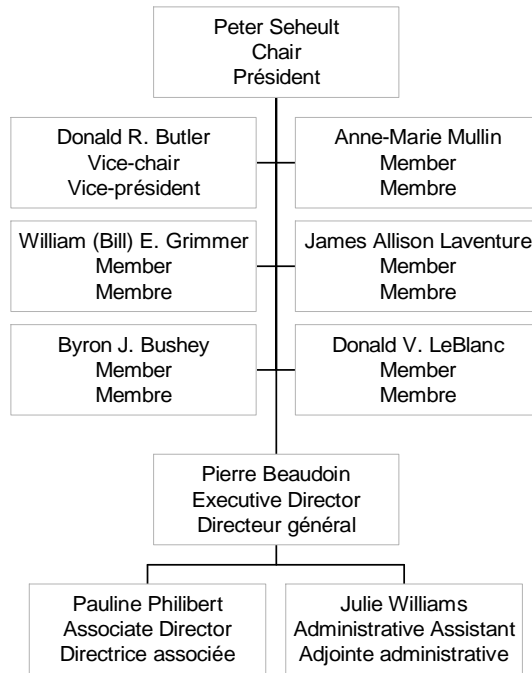 Peter Seheult
Chair
Président
Donald R. Butler
Vice-chair
Vice-président
Anne-Marie Mullin
Member
Membre
William (Bill) E. Grimmer
Member
Membre
James Allison Laventure
Member
Membre
Byron J. Bushey
Member
Membre
Donald V. LeBlanc
Member
Membre
Pierre Beaudoin
Executive Director
Directeur général
Pauline Philibert
Associate Director
Directrice associée
Julie Williams
Administrative Assistant
Adjointe administrative